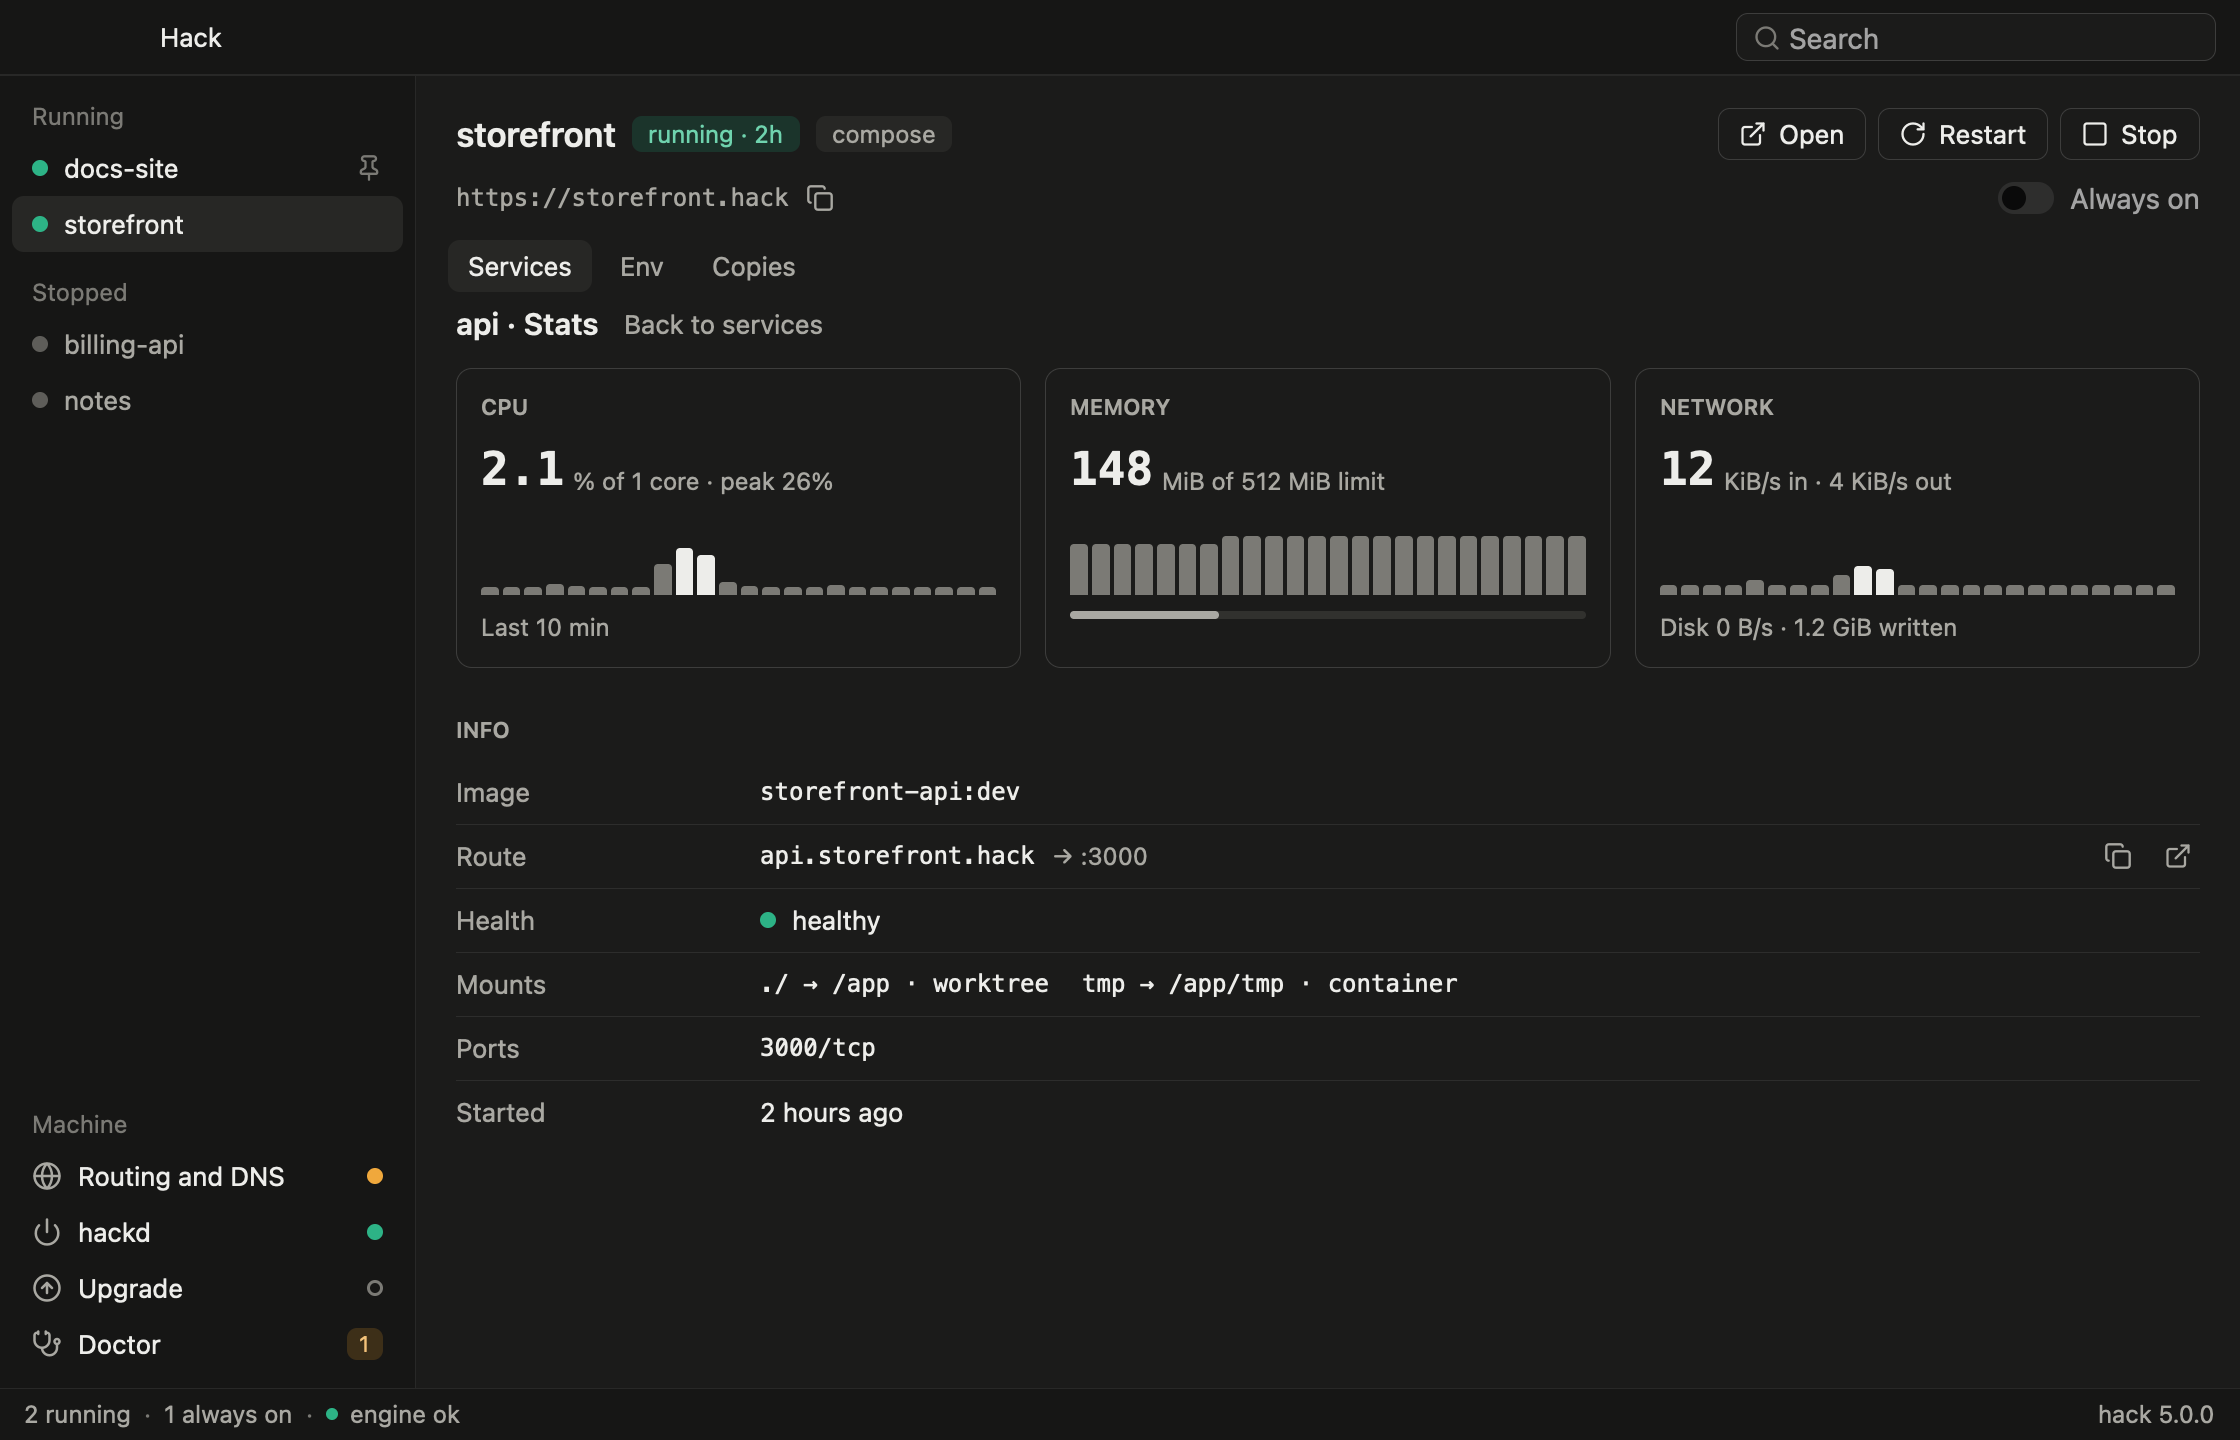 Hack
Search
Running
docs-site
storefront
Stopped
billing-api
notes
Machine
Routing and DNS
hackd
Upgrade
Doctor 1
storefront running · 2h compose
Open Restart Stop
https://storefront.hack
Always on
Services Env Copies
api · Stats Back to services
CPU
2.1 % of 1 core · peak 26%
Last 10 min
MEMORY
148 MiB of 512 MiB limit
NETWORK
12 KiB/s in · 4 KiB/s out
Disk 0 B/s · 1.2 GiB written
INFO
Image storefront-api:dev
Route api.storefront.hack → :3000
Health healthy
Mounts ./ → /app · worktree tmp → /app/tmp · container
Ports 3000/tcp
Started 2 hours ago
2 running · 1 always on · engine ok
hack 5.0.0